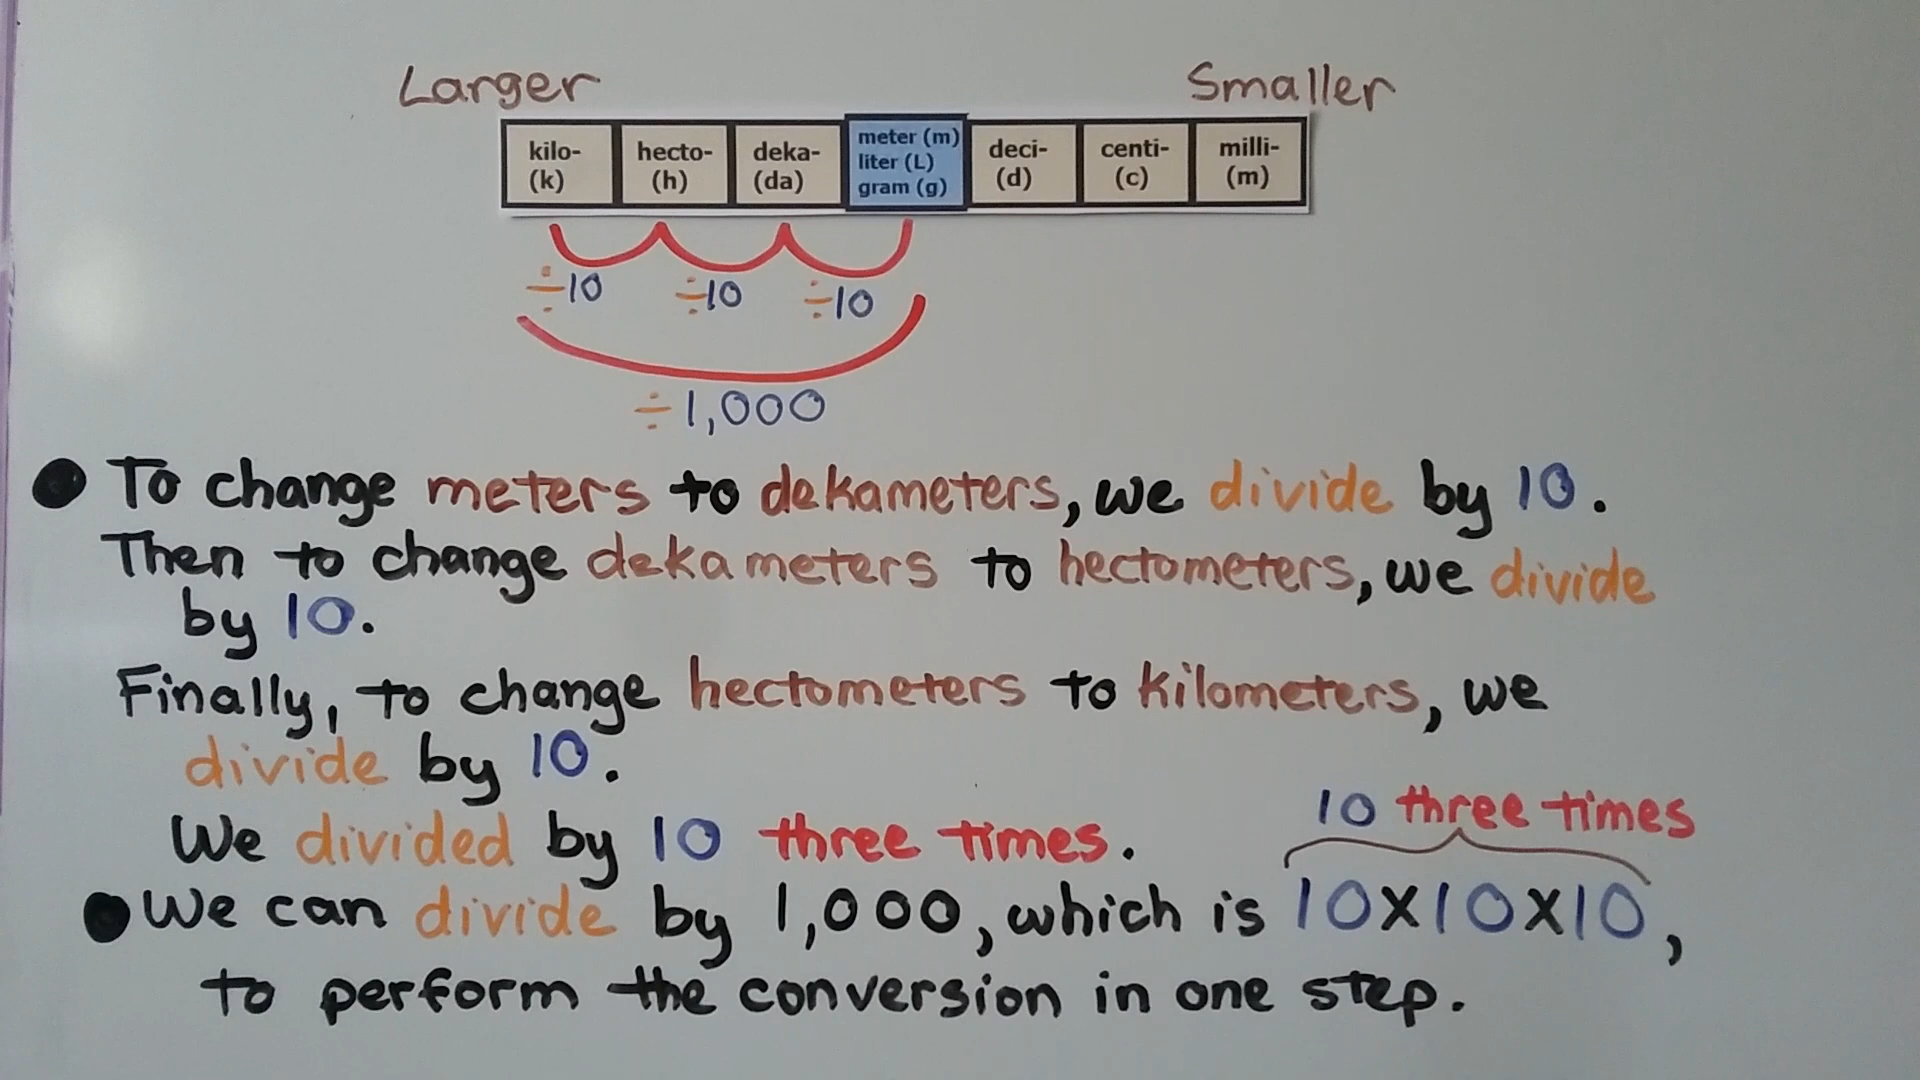 Larger Smaller
kilo- (k) hecto- (h) deka- (da) meter (m) liter (L) gram (g) deci- (d) centi- (c) milli- (m)
÷10 ÷10 ÷10
÷1,000
● To change meters to dekameters, we divide by 10.
Then to change dekameters to hectometers, we divide
by 10.
Finally, to change hectometers to kilometers, we
divide by 10.
10 three times
We divided by 10 three times.
● We can divide by 1,000, which is 10x10x10,
to perform the conversion in one step.